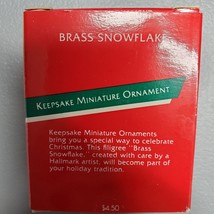 BRASS SNOWFLAKE
KEEPSAKE MINIATURE ORNAMENT
Keepsake Miniature Ornaments
bring you a special way to celebrate
Christmas. This filigree "Brass
Snowflake," created with care by a
Hallmark artist, will become part of
your holiday tradition.
$4.50